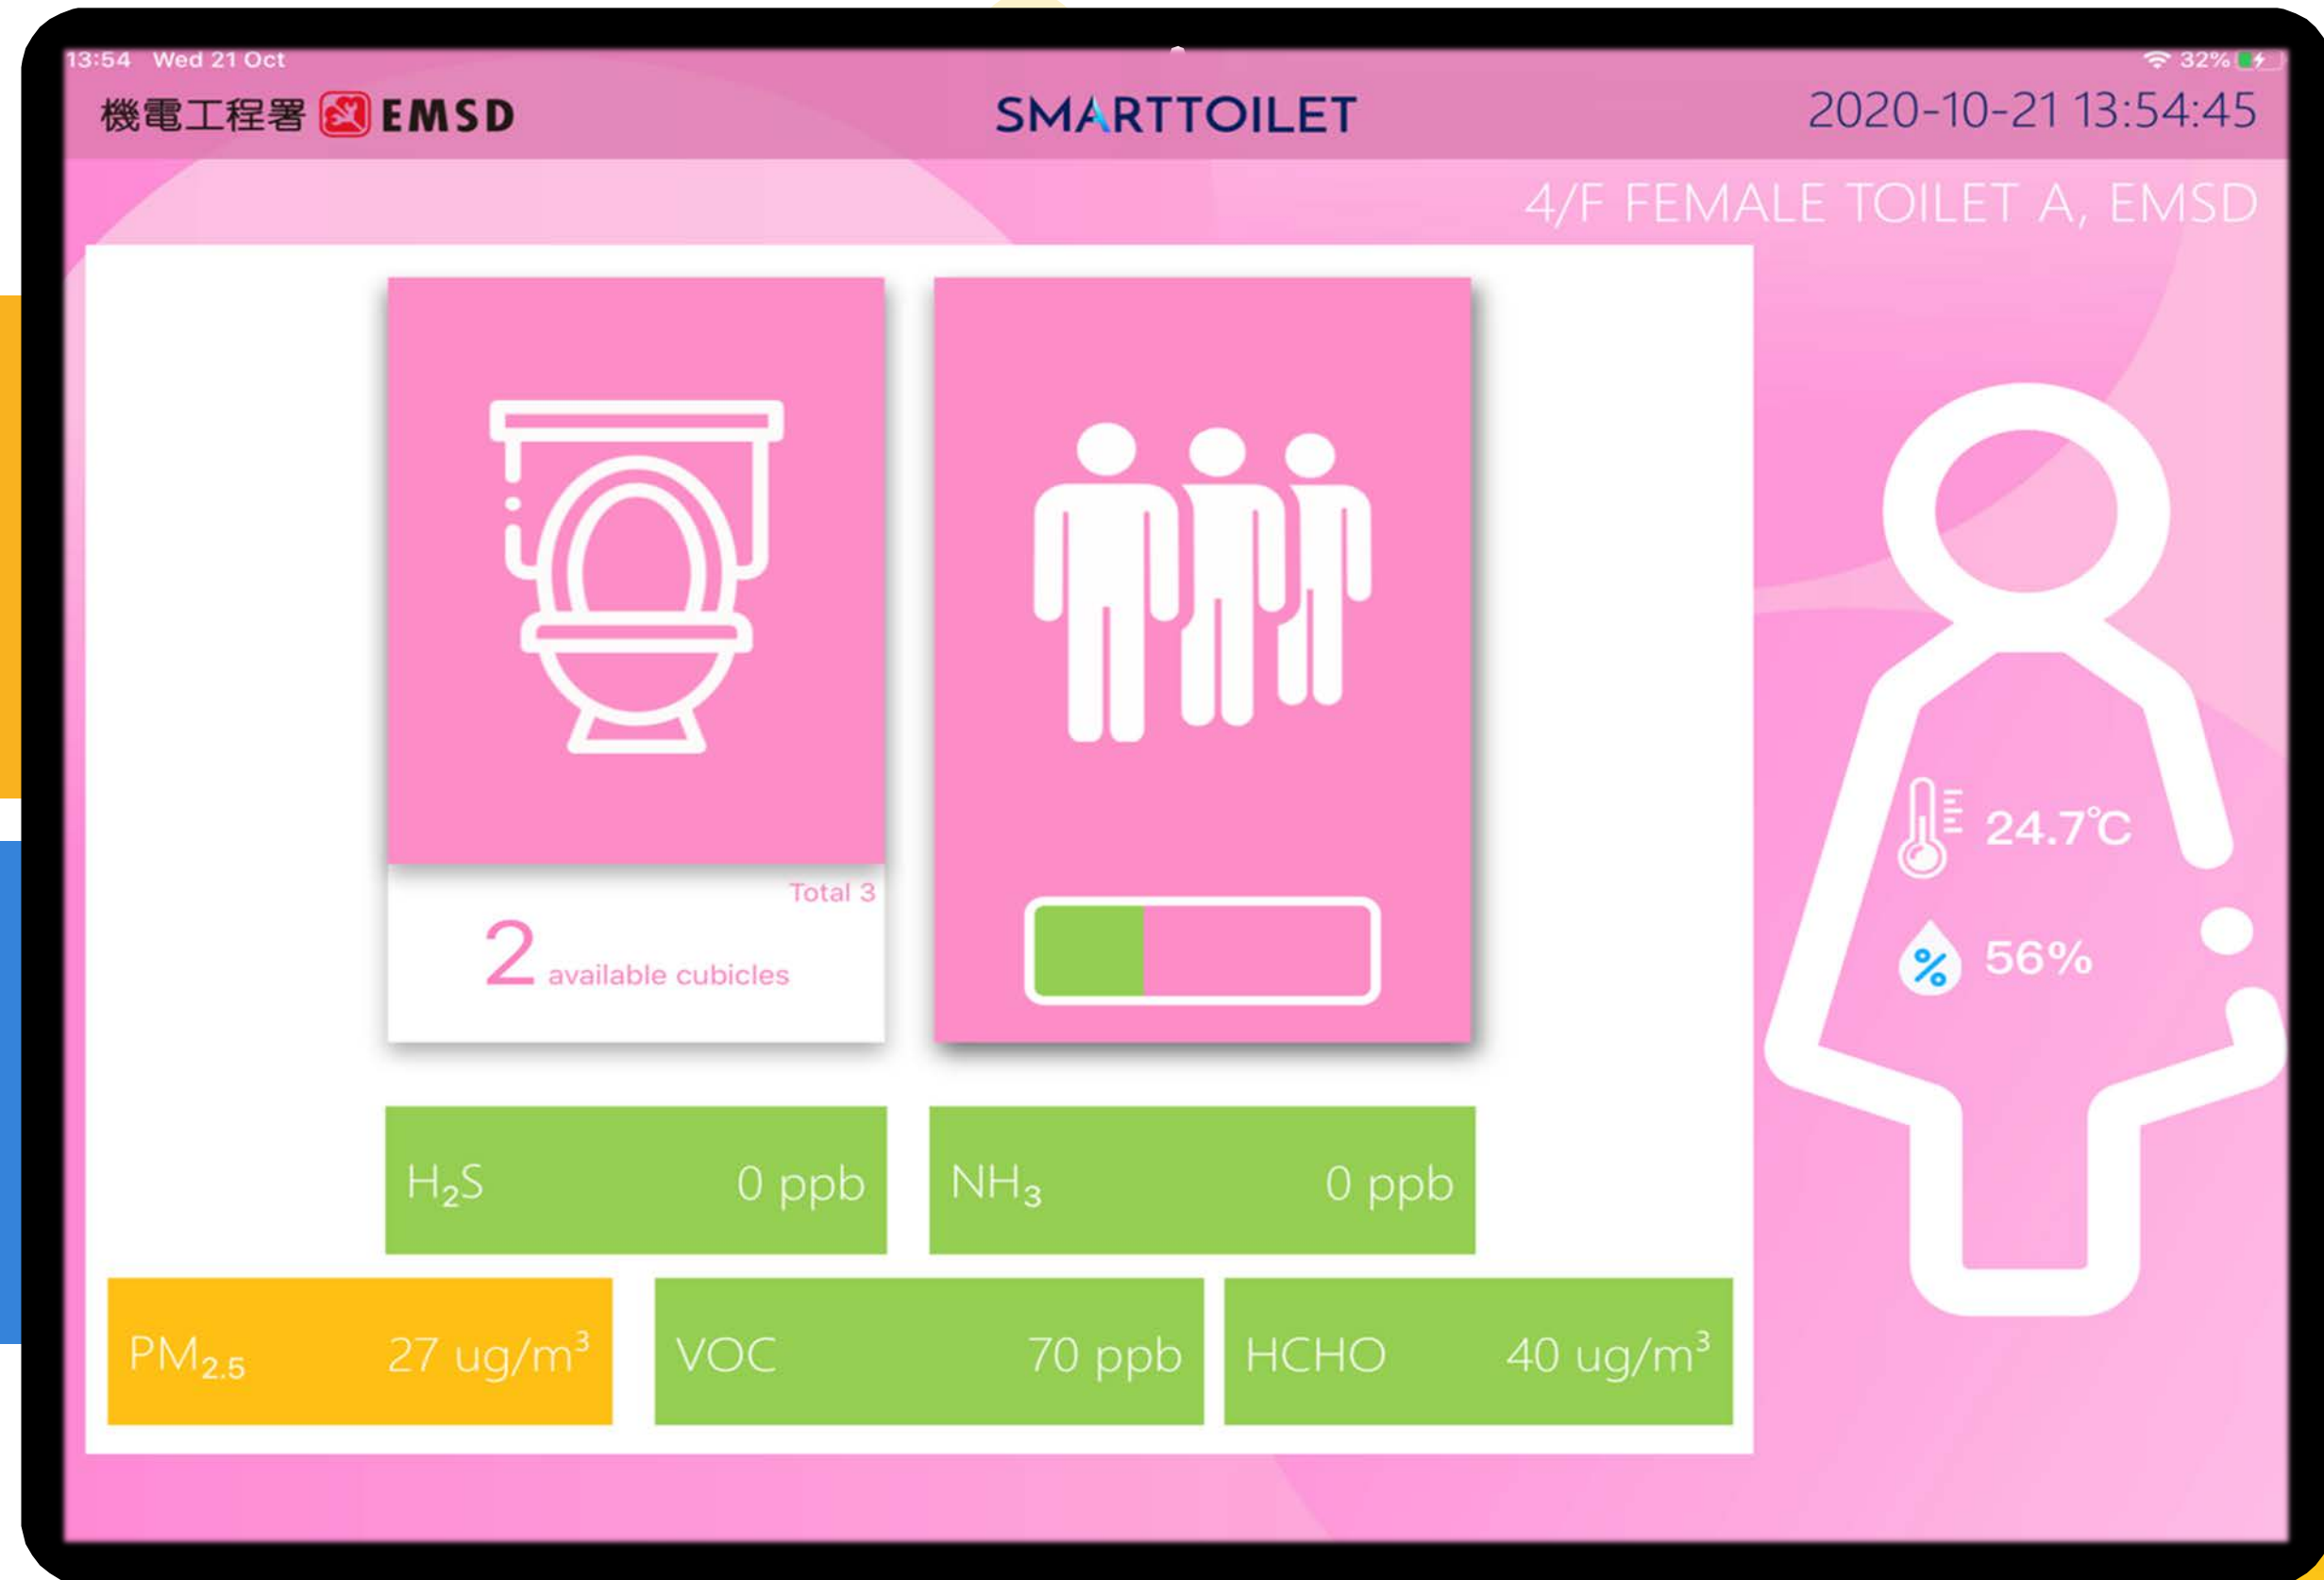 13:54 Wed 21 Oct 32%
機電工程署 EMSD
SMARTTOILET
2020-10-21 13:54:45
4/F FEMALE TOILET A, EMSD
Total 3
2 available cubicles
24.7℃
% 56%
H₂S 0 ppb
NH₃ 0 ppb
PM₂.₅ 27 ug/m³
VOC 70 ppb
HCHO 40 ug/m³